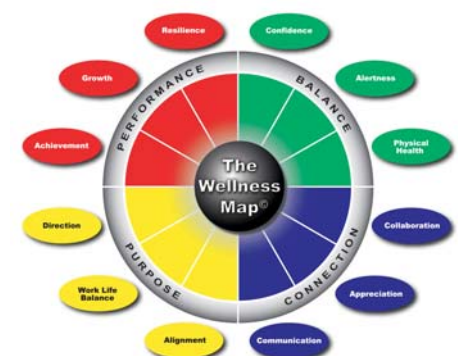 Resilience
Confidence
Growth
Alertness
Achievement
Physical
Health
Direction
Collaboration
Work Life
Balance
Appreciation
Alignment
Communication
PERFORMANCE
BALANCE
PURPOSE
CONNECTION
The
Wellness
Map©